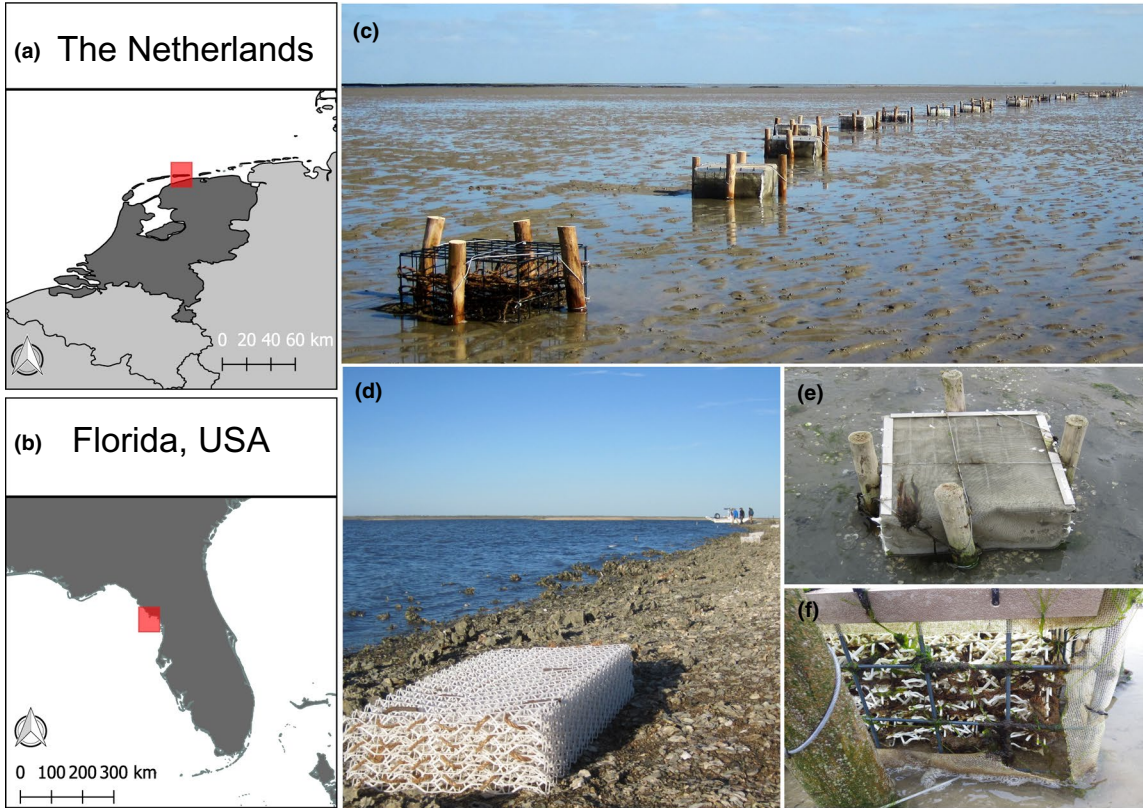 (a) The Netherlands
0 20 40 60 km
(b) Florida, USA
0 100 200 300 km
(c)
(d)
(e)
(f)